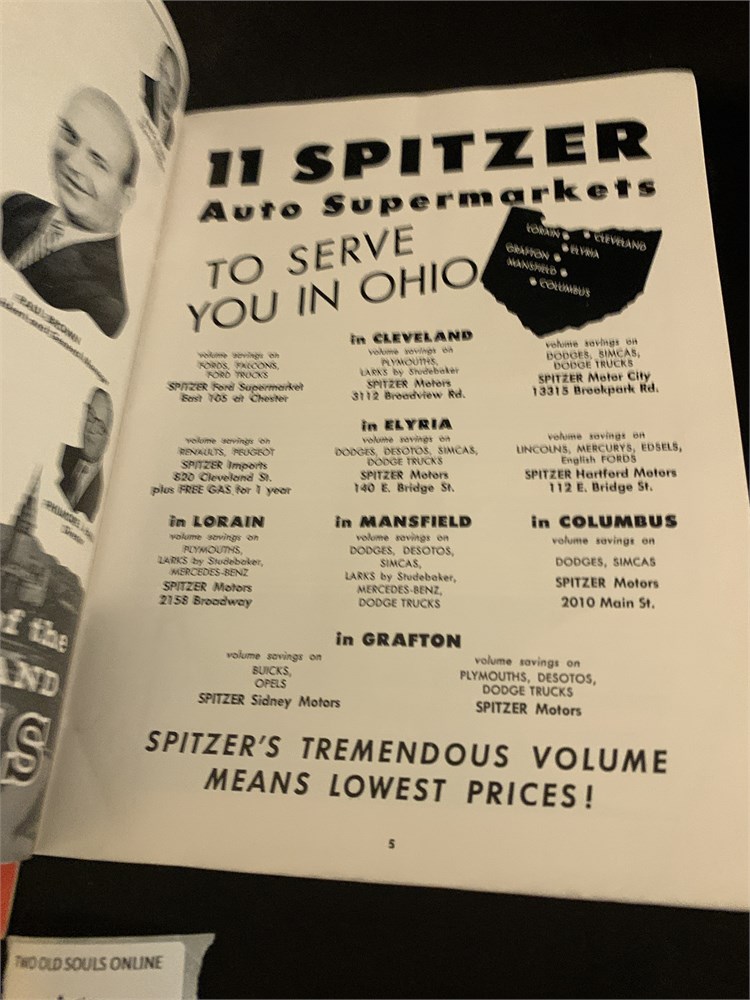 PAUL BROWN
of the
AND
S
11 SPITZER
Auto Supermarkets
TO SERVE
YOU IN OHIO
LORAIN
CLEVELAND
GRAFTON
ELYRIA
MANSFIELD
COLUMBUS
in CLEVELAND
volume savings on
FORDS, FALCONS,
FORD TRUCKS
SPITZER Ford Supermarket
East 105 at Chester
volume savings on
PLYMOUTHS,
LARKS by Studebaker
SPITZER Motors
3112 Broadview Rd.
volume savings on
DODGES, SIMCAS,
DODGE TRUCKS
SPITZER Motor City
13315 Brookpark Rd.
in ELYRIA
volume savings on
RENAULTS, PEUGEOT
SPITZER Imports
820 Cleveland St.
plus FREE GAS for 1 year
volume savings on
DODGES, DESOTOS, SIMCAS,
DODGE TRUCKS
SPITZER Motors
140 E. Bridge St.
volume savings on
LINCOLNS, MERCURYS, EDSELS,
English FORDS
SPITZER Hartford Motors
112 E. Bridge St.
in LORAIN
volume savings on
PLYMOUTHS,
LARKS by Studebaker,
MERCEDES-BENZ
SPITZER Motors
2158 Broadway
in MANSFIELD
volume savings on
DODGES, DESOTOS,
SIMCAS,
LARKS by Studebaker,
MERCEDES-BENZ,
DODGE TRUCKS
in COLUMBUS
volume savings on
DODGES, SIMCAS
SPITZER Motors
2010 Main St.
in GRAFTON
volume savings on
BUICKS,
OPELS
SPITZER Sidney Motors
volume savings on
PLYMOUTHS, DESOTOS,
DODGE TRUCKS
SPITZER Motors
SPITZER'S TREMENDOUS VOLUME
MEANS LOWEST PRICES!
5
TWO OLD SOULS ONLINE